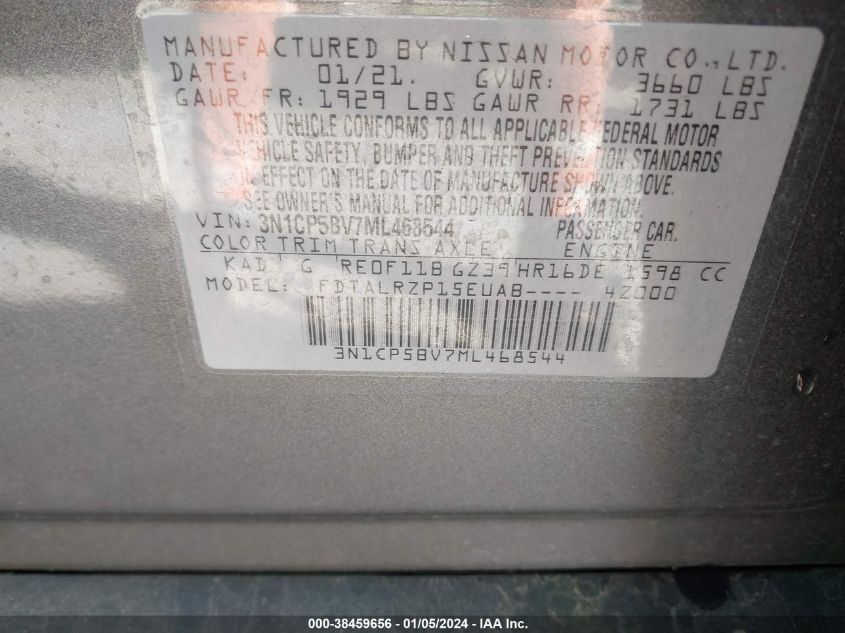 MANUFACTURED BY NISSAN MOTOR CO., LTD.
DATE: 01/21. GVWR: 3660 LBS
GAWR FR: 1929 LBS GAWR RR: 1731 LBS
THIS VEHICLE CONFORMS TO ALL APPLICABLE FEDERAL MOTOR
VEHICLE SAFETY, BUMPER AND THEFT PREVENTION STANDARDS
IN EFFECT ON THE DATE OF MANUFACTURE SHOWN ABOVE.
SEE OWNER'S MANUAL FOR ADDITIONAL INFORMATION.
VIN: 3N1CP5BV7ML468544 PASSENGER CAR.
COLOR TRIM TRANS AXLE ENGINE
KAD G RE0F11B GZ39 HR16DE 1598 CC
MODEL: FDTALRZP15EUAB---- 4Z000
3N1CP5BV7ML468544
000-38459656 - 01/05/2024 - IAA Inc.